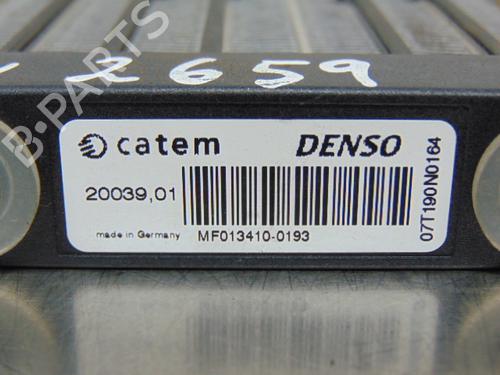 2659
catem DENSO
20039,01
made in Germany MF013410-0193
07T190N0164
B-PARTS